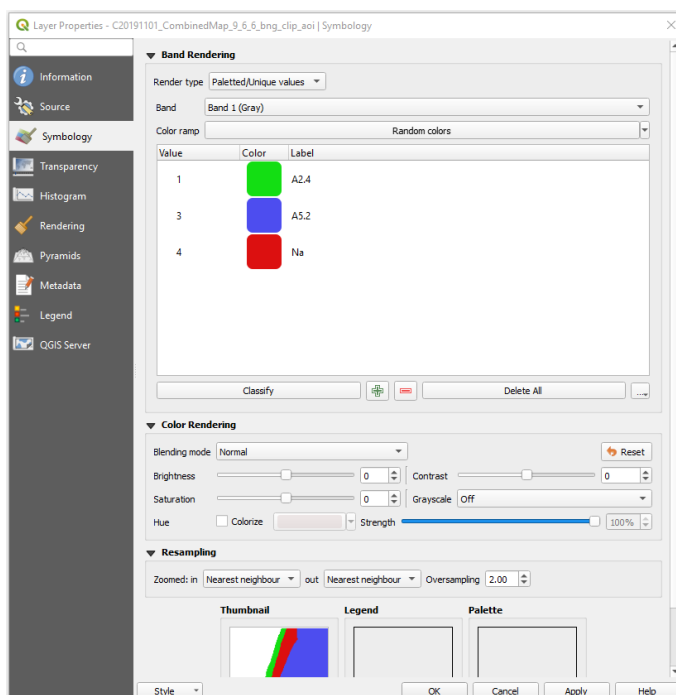 Layer Properties - C20191101_CombinedMap_9_6_6_bng_clip_aoi | Symbology
Information
Source
Symbology
Transparency
Histogram
Rendering
Pyramids
Metadata
Legend
QGIS Server
Band Rendering
Render type Paletted/Unique values
Band Band 1 (Gray)
Color ramp Random colors
Value Color Label
1 A2.4
3 A5.2
4 Na
Classify Delete All ...
Color Rendering
Blending mode Normal Reset
Brightness 0 Contrast 0
Saturation 0 Grayscale Off
Hue Colorize Strength 100%
Resampling
Zoomed: in Nearest neighbour out Nearest neighbour Oversampling 2.00
Thumbnail Legend Palette
Style OK Cancel Apply Help